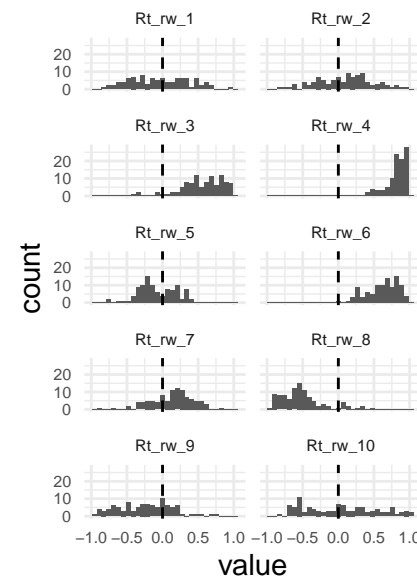 Rt_rw_1 Rt_rw_2
20
10
0
Rt_rw_3 Rt_rw_4
20
10
0
Rt_rw_5 Rt_rw_6
20
10
0
Rt_rw_7 Rt_rw_8
20
10
0
Rt_rw_9 Rt_rw_10
20
10
0
count
−1.0 −0.5 0.0 0.5 1.0 −1.0 −0.5 0.0 0.5 1.0
value